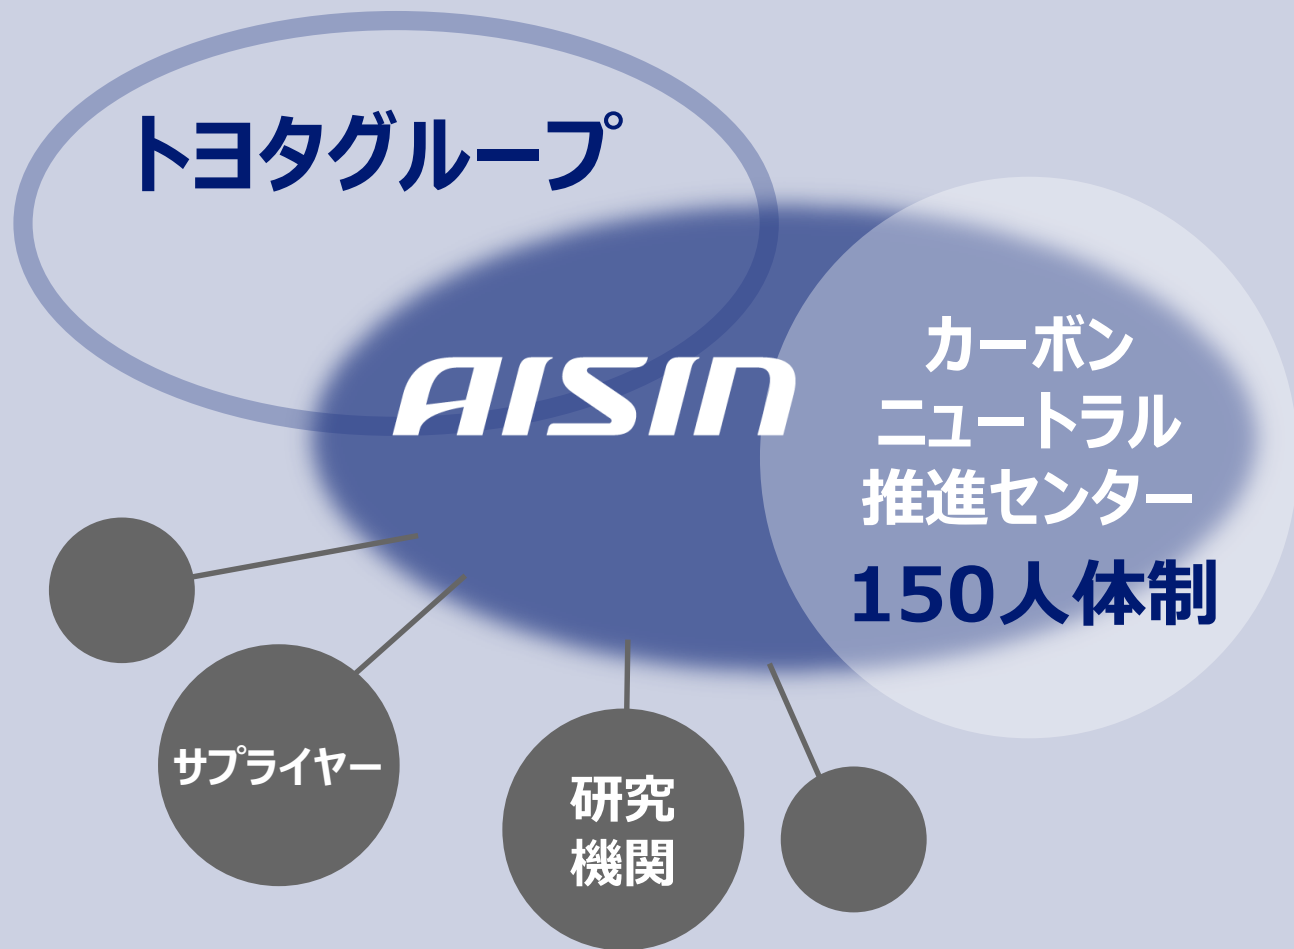 トヨタグループ
AISIN
カーボン
ニュートラル
推進センター
150人体制
サプライヤー
研究
機関